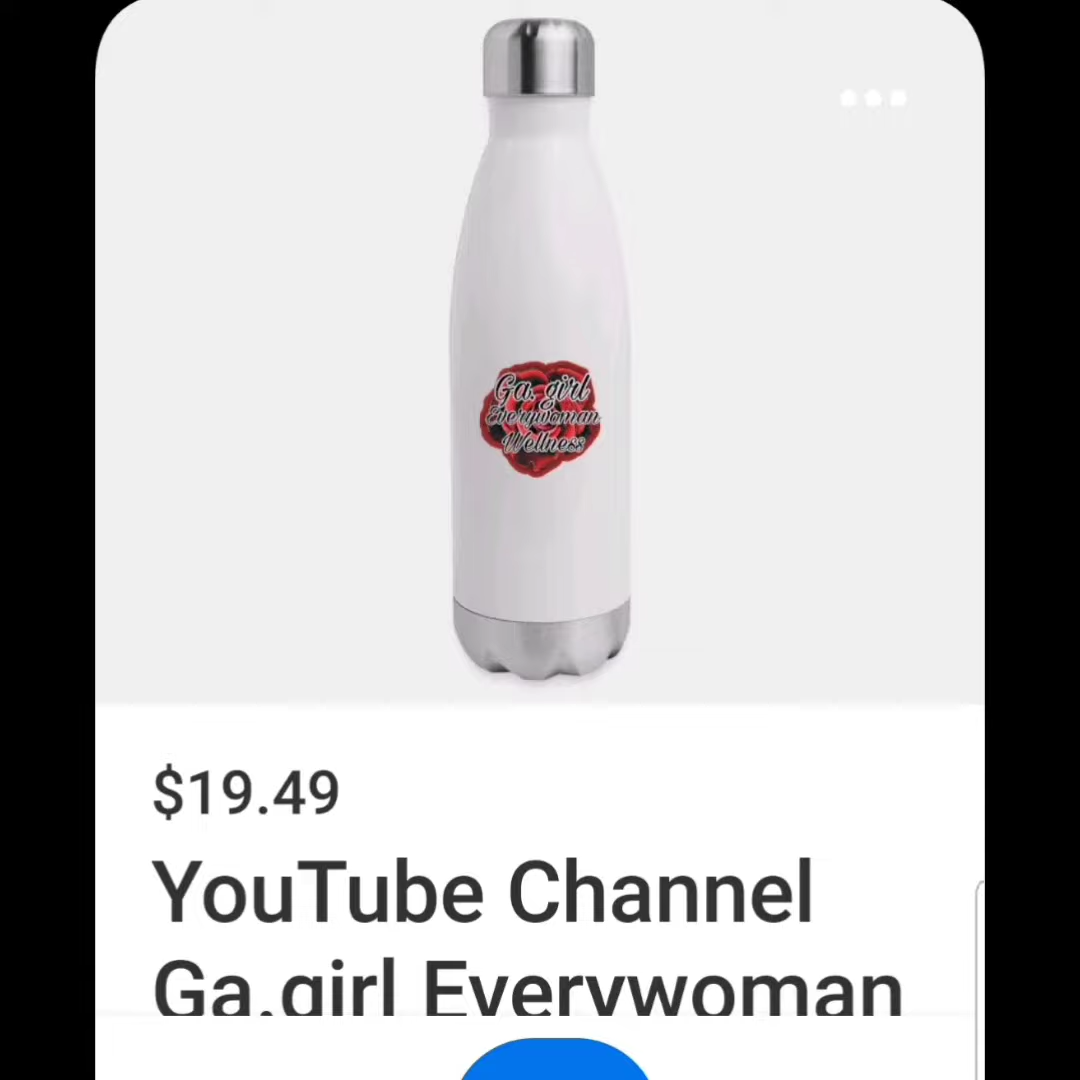 Ga. girl
Everywoman
Wellness
$19.49
YouTube Channel
Ga.girl Everywoman